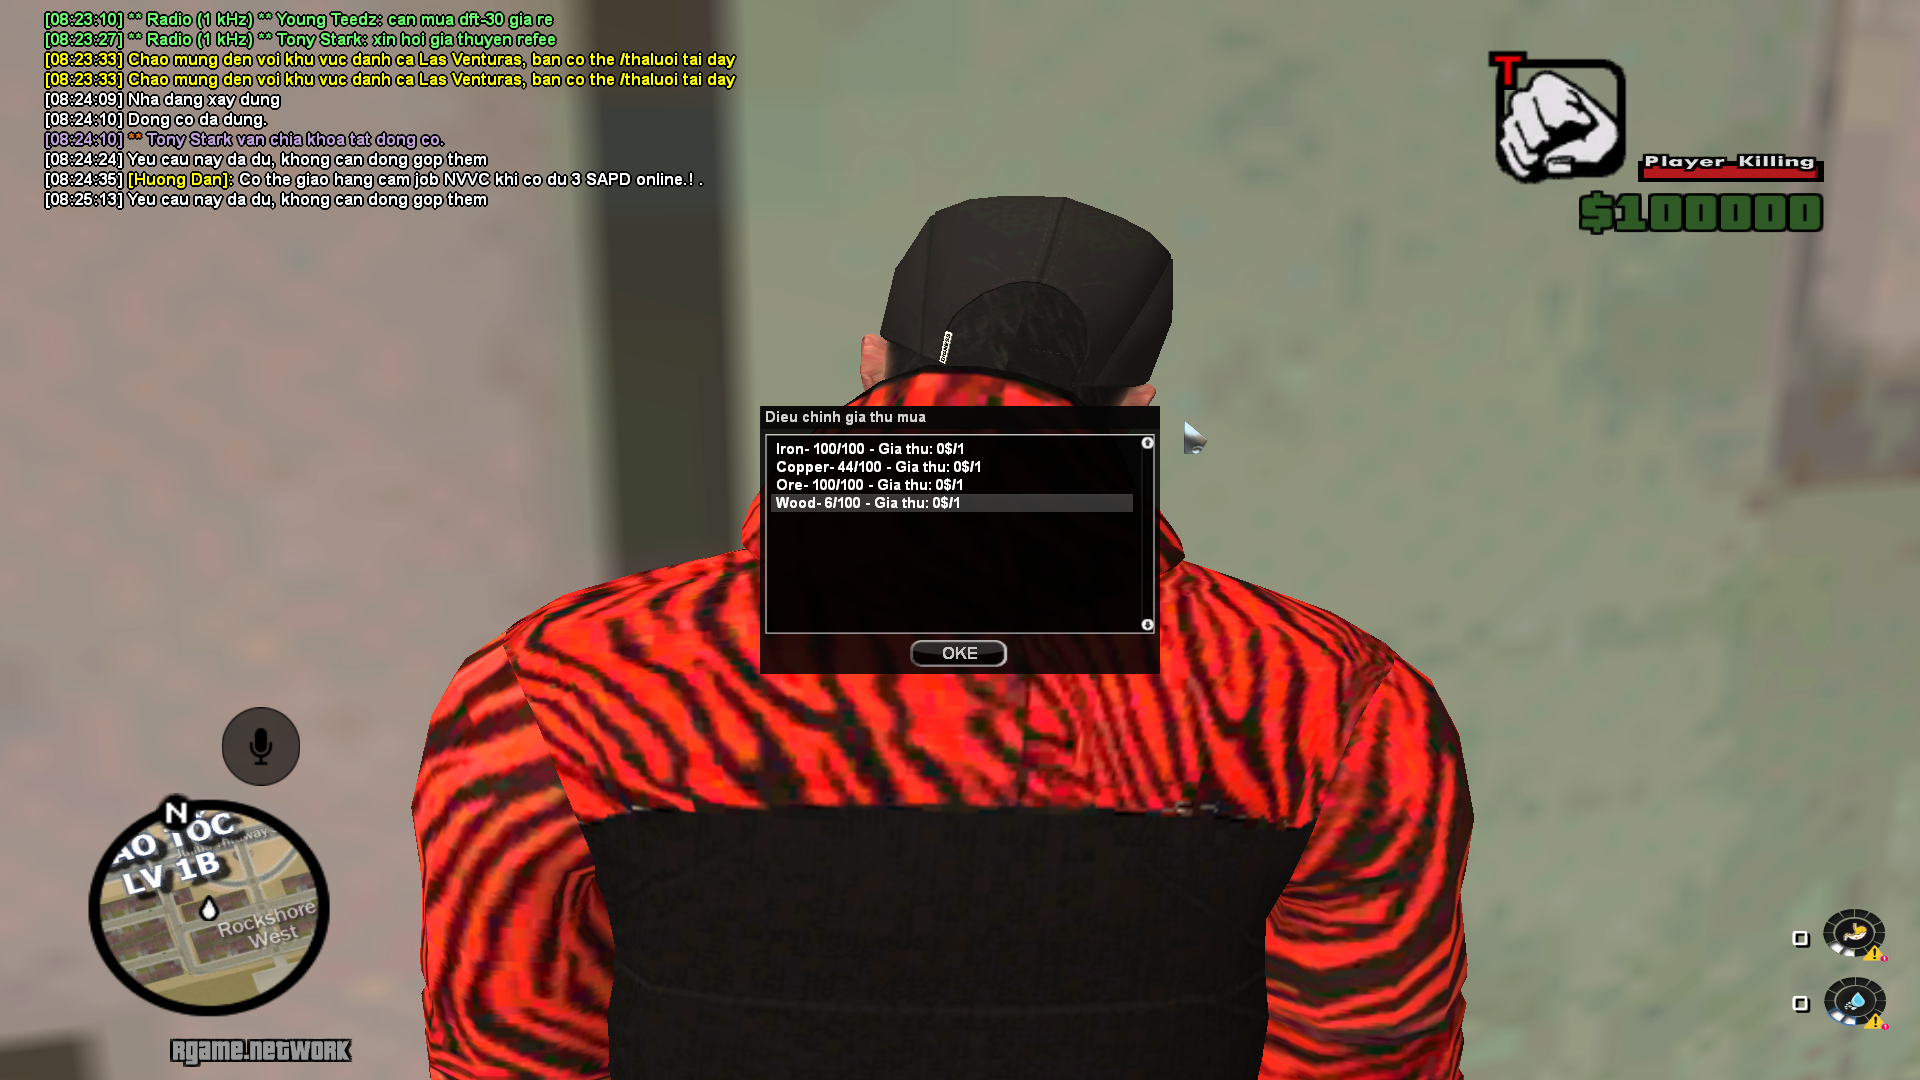 [08:23:10] ** Radio (1 kHz) ** Young Teedz: can mua dft-30 gia re
[08:23:27] ** Radio (1 kHz) ** Tony Stark: xin hoi gia thuyen refee
[08:23:33] Chao mung den voi khu vuc danh ca Las Venturas, ban co the /thaluoi tai day
[08:23:33] Chao mung den voi khu vuc danh ca Las Venturas, ban co the /thaluoi tai day
[08:24:09] Nha dang xay dung
[08:24:10] Dong co da dung.
[08:24:10] ** Tony Stark van chia khoa tat dong co.
[08:24:24] Yeu cau nay da du, khong can dong gop them
[08:24:35] [Huong Dan]: Co the giao hang cam job NVVC khi co du 3 SAPD online.! .
[08:25:13] Yeu cau nay da du, khong can dong gop them
T
Player Killing
$100000
Dieu chinh gia thu mua
Iron- 100/100 - Gia thu: 0$/1
Copper- 44/100 - Gia thu: 0$/1
Ore- 100/100 - Gia thu: 0$/1
Wood- 6/100 - Gia thu: 0$/1
OKE
N
AO TỐC
LV 1B
Rockshore
West
Rgame.network